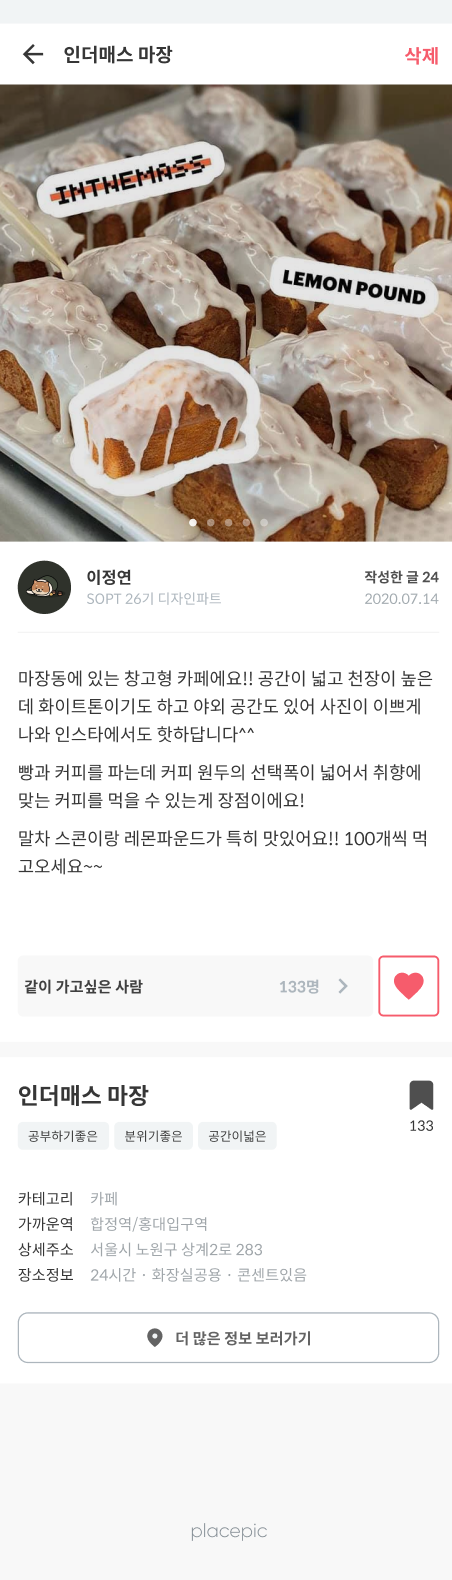 인더매스 마장
삭제
INTHEMASS
LEMON POUND
이정연
작성한 글 24
SOPT 26기 디자인파트
2020.07.14
마장동에 있는 창고형 카페에요!! 공간이 넓고 천장이 높은
데 화이트톤이기도 하고 야외 공간도 있어 사진이 이쁘게
나와 인스타에서도 핫하답니다^^
빵과 커피를 파는데 커피 원두의 선택폭이 넓어서 취향에
맞는 커피를 먹을 수 있는게 장점이에요!
말차 스콘이랑 레몬파운드가 특히 맛있어요!! 100개씩 먹
고오세요~~
같이 가고싶은 사람
133명
인더매스 마장
133
공부하기좋은
분위기좋은
공간이넓은
카테고리 카페
가까운역 합정역/홍대입구역
상세주소 서울시 노원구 상계2로 283
장소정보 24시간 · 화장실공용 · 콘센트있음
더 많은 정보 보러가기
placepic